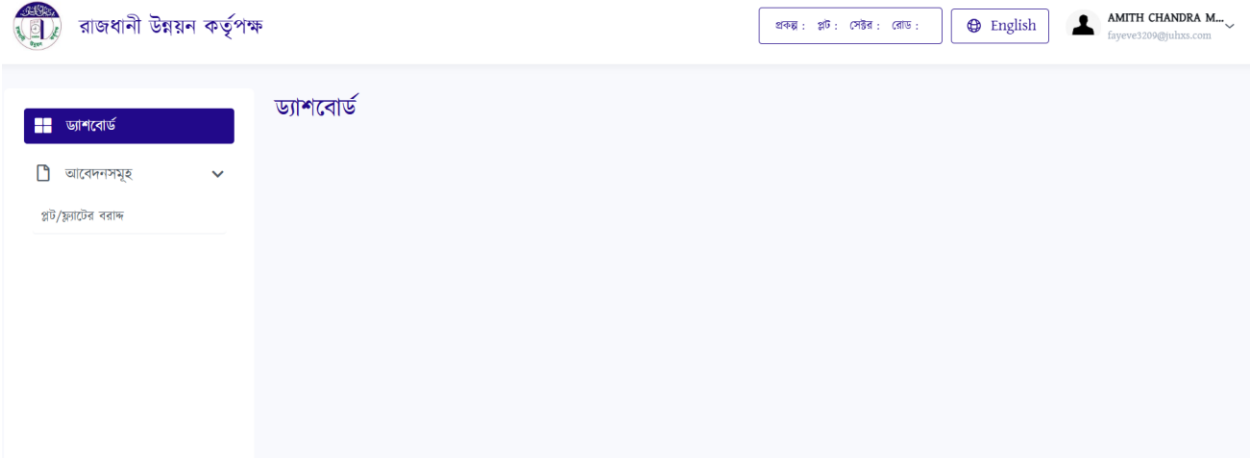 রাজধানী উন্নয়ন কর্তৃপক্ষ
প্রকল্প : প্লট : সেক্টর : রোড :
English
AMITH CHANDRA M...
fayeve3209@juhxs.com
ড্যাশবোর্ড
ড্যাশবোর্ড
আবেদনসমূহ
প্লট/ফ্ল্যাটের বরাদ্দ